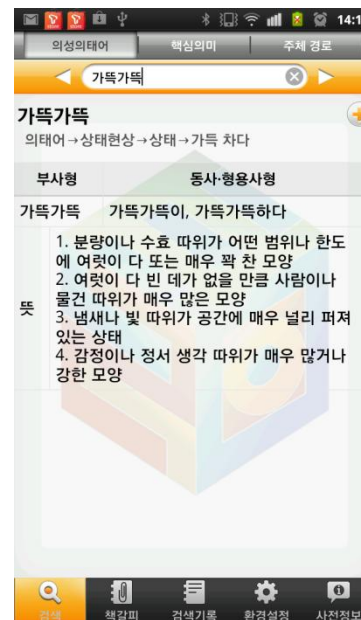 14:1
의성의태어 핵심의미 주체 경로
가뜩가뜩
가뜩가뜩
의태어→상태현상→상태→가득 차다
부사형 동사·형용사형
가뜩가뜩 가뜩가뜩이, 가뜩가뜩하다
뜻
1. 분량이나 수효 따위가 어떤 범위나 한도
에 여럿이 다 또는 매우 꽉 찬 모양
2. 여럿이 다 빈 데가 없을 만큼 사람이나
물건 따위가 매우 많은 모양
3. 냄새나 빛 따위가 공간에 매우 널리 퍼져
있는 상태
4. 감정이나 정서 생각 따위가 매우 많거나
강한 모양
검색 책갈피 검색기록 환경설정 사전정보